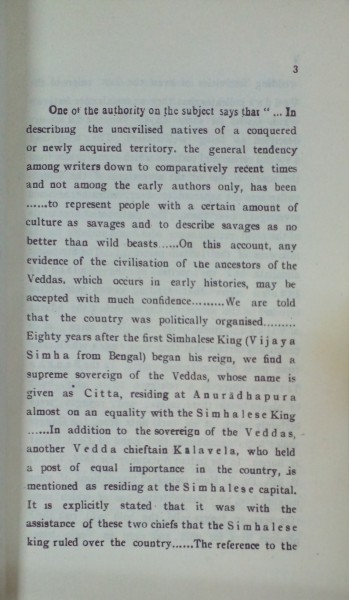 3
One of the authority on the subject says that " ... In
describing the uncivilised natives of a conquered
or newly acquired territory. the general tendency
among writers down to comparatively recent times
and not among the early authors only, has been
......to represent people with a certain amount of
culture as savages and to describe savages as no
better than wild beasts......On this account, any
evidence of the civilisation of the ancestors of the
Veddas, which occurs in early histories, may be
accepted with much confidence.........We are told
that the country was politically organised.........
Eighty years after the first Simhalese King (Vijaya
Simha from Bengal) began his reign, we find a
supreme sovereign of the Veddas, whose name is
given as Citta, residing at Anurádhapura
almost on an equality with the Simhalese King
......In addition to the sovereign of the Veddas,
another Vedda chieftain Kalavela, who held
a post of equal importance in the country, is
mentioned as residing at the Simhalese capital.
It is explicitly stated that it was with the
assistance of these two chiefs that the Simhalese
king ruled over the country......The reference to the